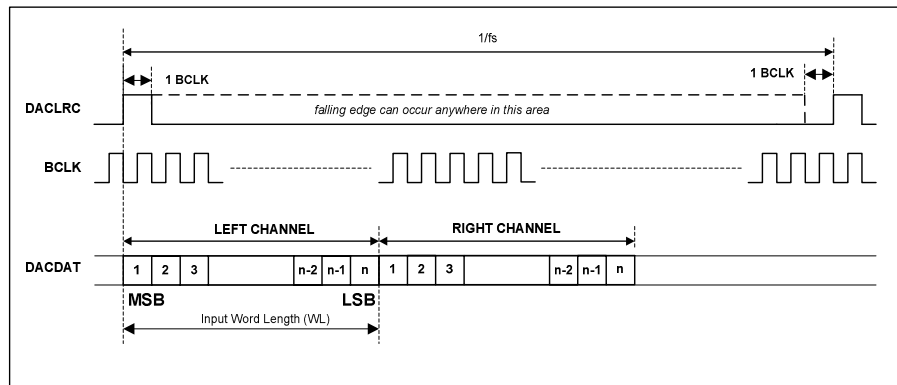 1/fs
1 BCLK
1 BCLK
DACLRC
falling edge can occur anywhere in this area
BCLK
LEFT CHANNEL
RIGHT CHANNEL
DACDAT
1 2 3 n-2 n-1 n 1 2 3 n-2 n-1 n
MSB LSB
Input Word Length (WL)